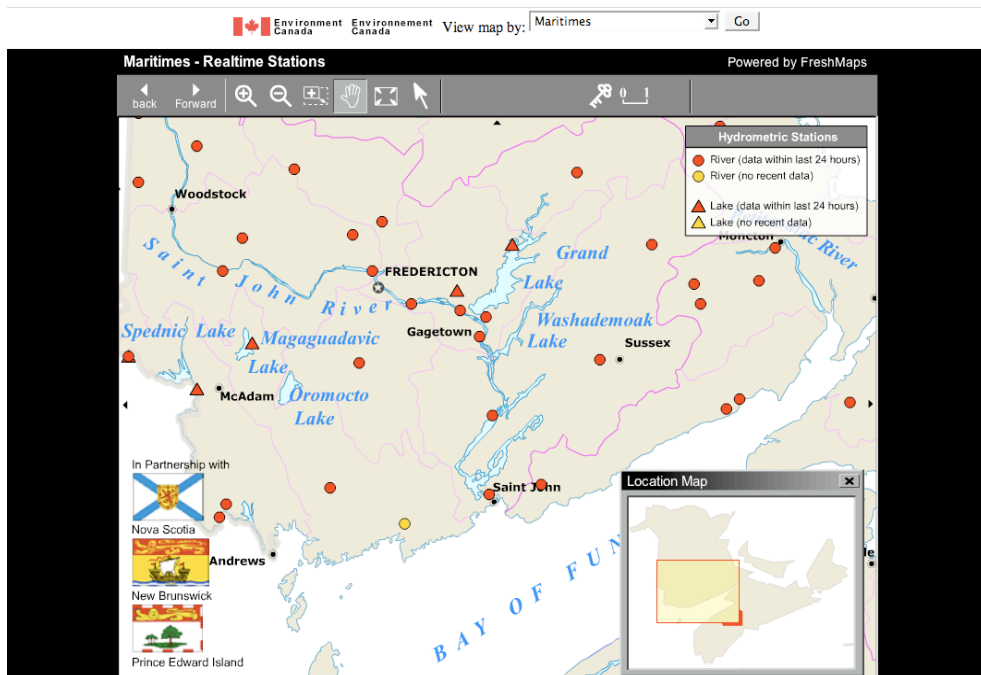 Environment Environnement
Canada Canada
View map by: Maritimes Go
Maritimes - Realtime Stations
Powered by FreshMaps
back
Forward
0 1
Hydrometric Stations
River (data within last 24 hours)
River (no recent data)
Lake (data within last 24 hours)
Lake (no recent data)
Woodstock
Moncton
River
Saint John River
Grand
Lake
FREDERICTON
Spednic Lake
Magaguadavic
Lake
Gagetown
Washademoak
Lake
Sussex
McAdam
Oromocto
Lake
In Partnership with
Nova Scotia
Saint John
Andrews
New Brunswick
Prince Edward Island
BAY OF FUN
Location Map
le